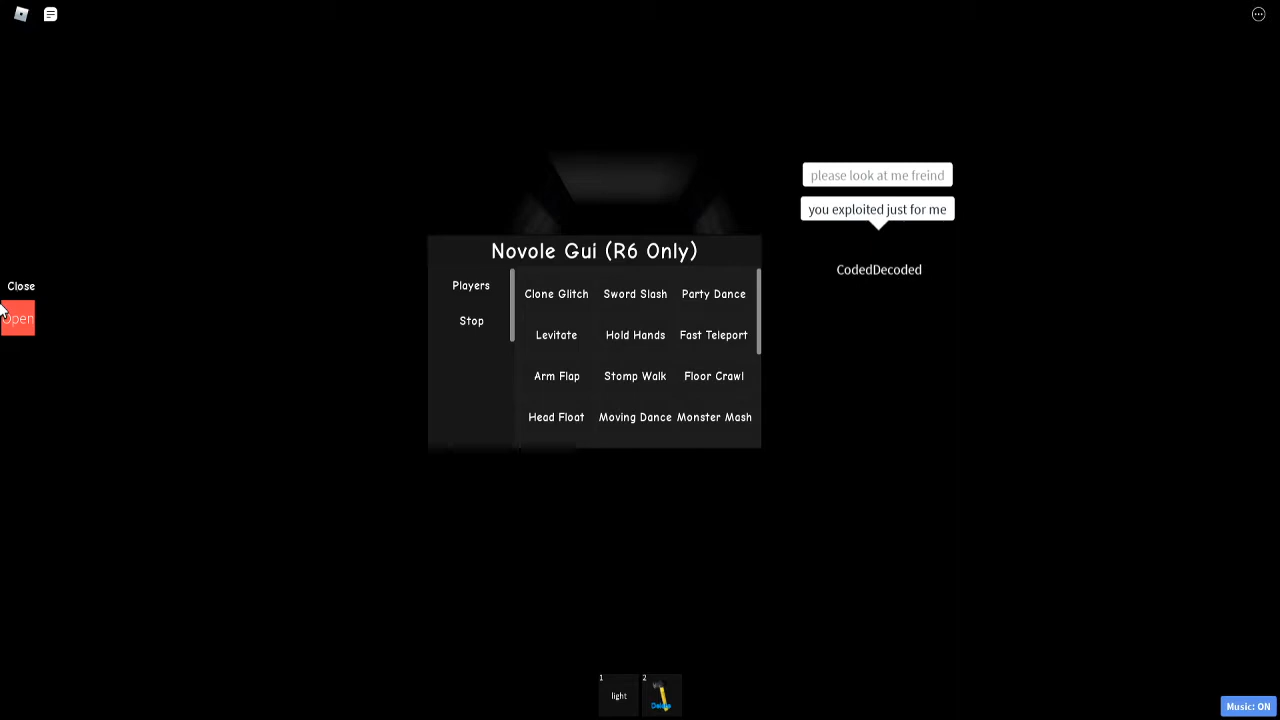 please look at me freind
you exploited just for me
CodedDecoded
Novole Gui (R6 Only)
Players
Stop
Clone Glitch Sword Slash Party Dance
Levitate Hold Hands Fast Teleport
Arm Flap Stomp Walk Floor Crawl
Head Float Moving Dance Monster Mash
Close
Open
1
light
2
Delete
Music: ON